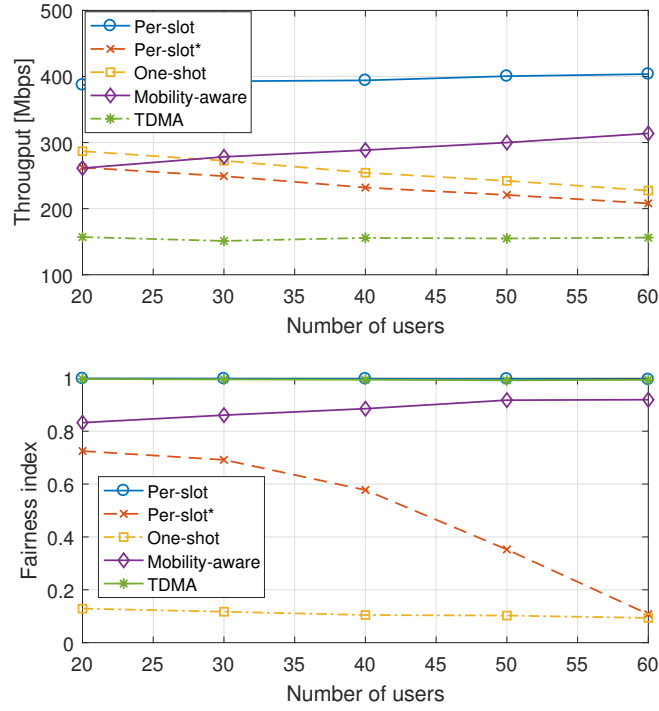 500
400
300
200
100
Througput [Mbps]
Per-slot
Per-slot*
One-shot
Mobility-aware
TDMA
20 25 30 35 40 45 50 55 60
Number of users
1
0.8
0.6
0.4
0.2
0
Fairness index
Per-slot
Per-slot*
One-shot
Mobility-aware
TDMA
20 25 30 35 40 45 50 55 60
Number of users